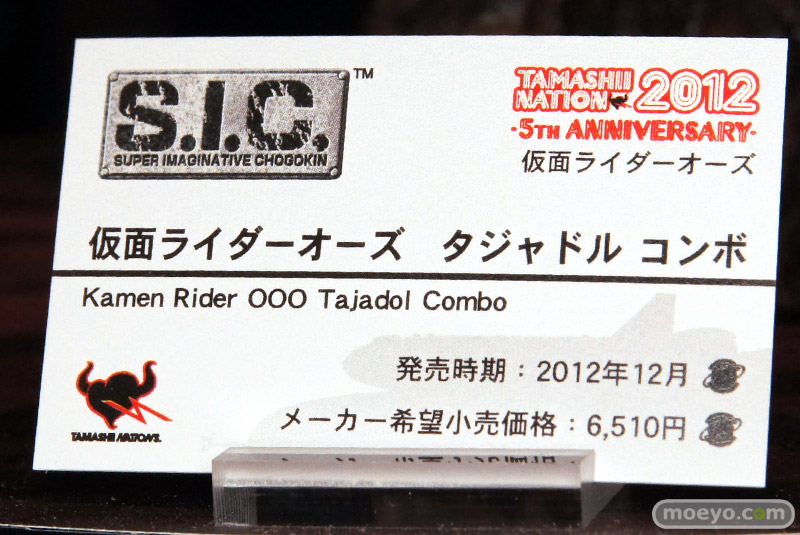 S.I.C.
TM
SUPER IMAGINATIVE CHOGOKIN
TAMASHII
NATION 2012
・5TH ANNIVERSARY・
仮面ライダーオーズ
仮面ライダーオーズ タジャドル コンボ
Kamen Rider OOO Tajadol Combo
発売時期：2012年12月
メーカー希望小売価格：6,510円
TAMASHII NATIONS.
moeyo.com